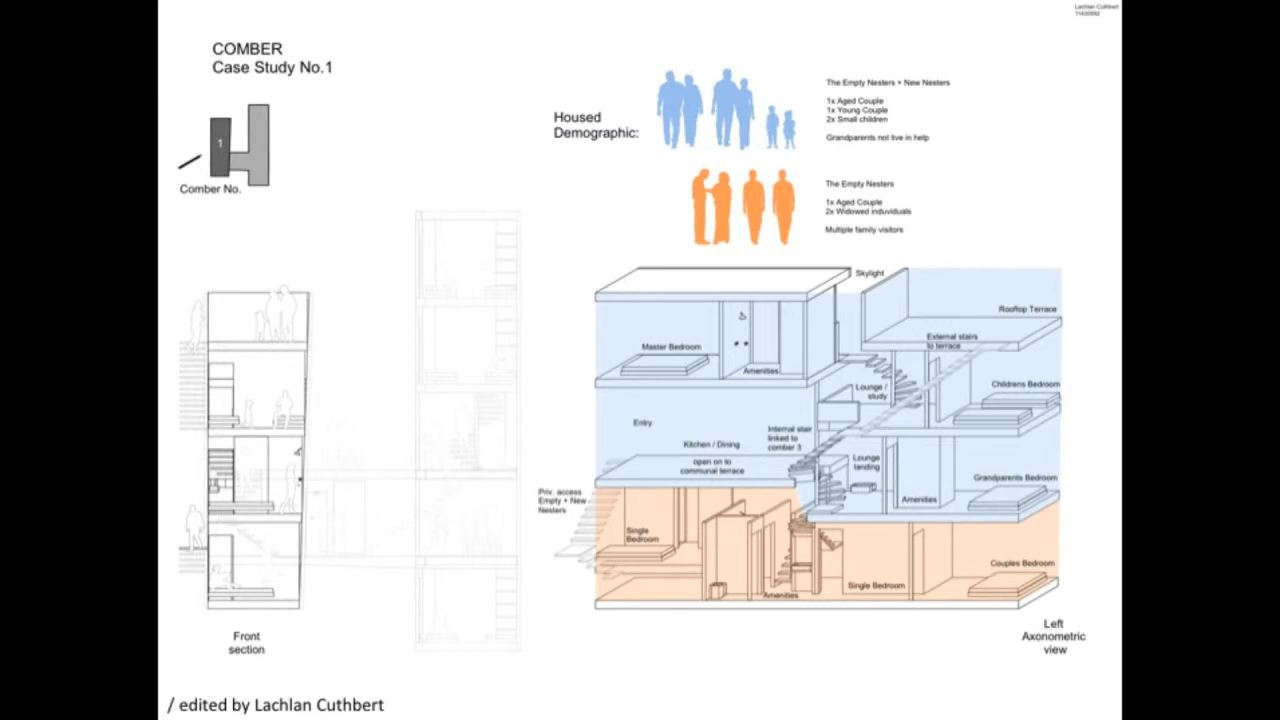 Lachlan Cuthbert
COMBER
Case Study No.1
1
Comber No.
Housed
Demographic:
The Empty Nesters + New Nesters
1x Aged Couple
1x Young Couple
2x Small children
Grandparents not live in help
The Empty Nesters
1x Aged Couple
2x Widowed induviduals
Multiple family visitors
Skylight
Rooftop Terrace
External stairs
to terrace
Master Bedroom
Amenities
Lounge /
study
Childrens Bedroom
Entry
Kitchen / Dining
Internal stair
linked to
comber 3
open on to
communal terrace
Lounge
landing
Grandparents Bedroom
Amenities
Priv. access
Empty + New
Nesters
Single
Bedroom
Couples Bedroom
Single Bedroom
Amenities
Front
section
Left
Axonometric
view
/ edited by Lachlan Cuthbert